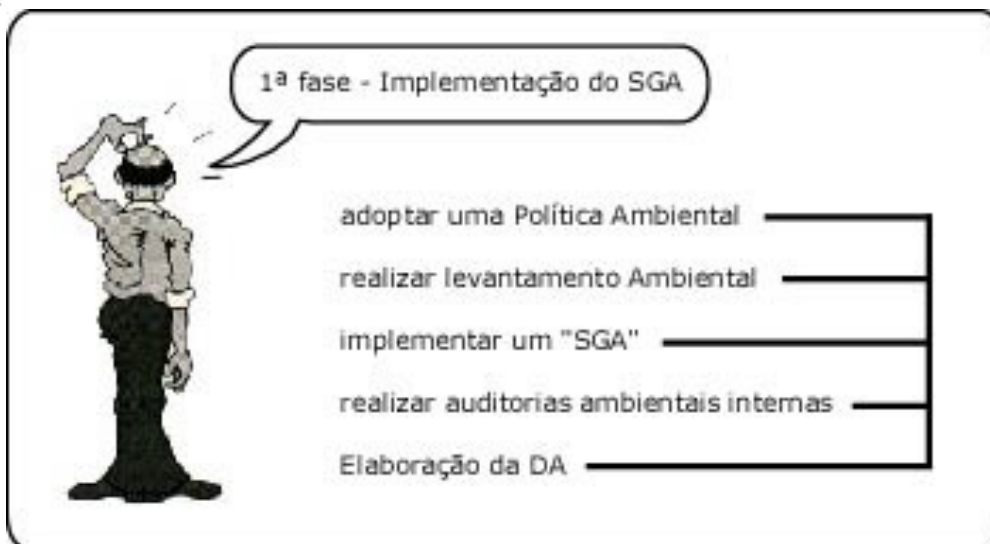 1ª fase - Implementação do SGA
adoptar uma Política Ambiental
realizar levantamento Ambiental
implementar um "SGA"
realizar auditorias ambientais internas
Elaboração da DA